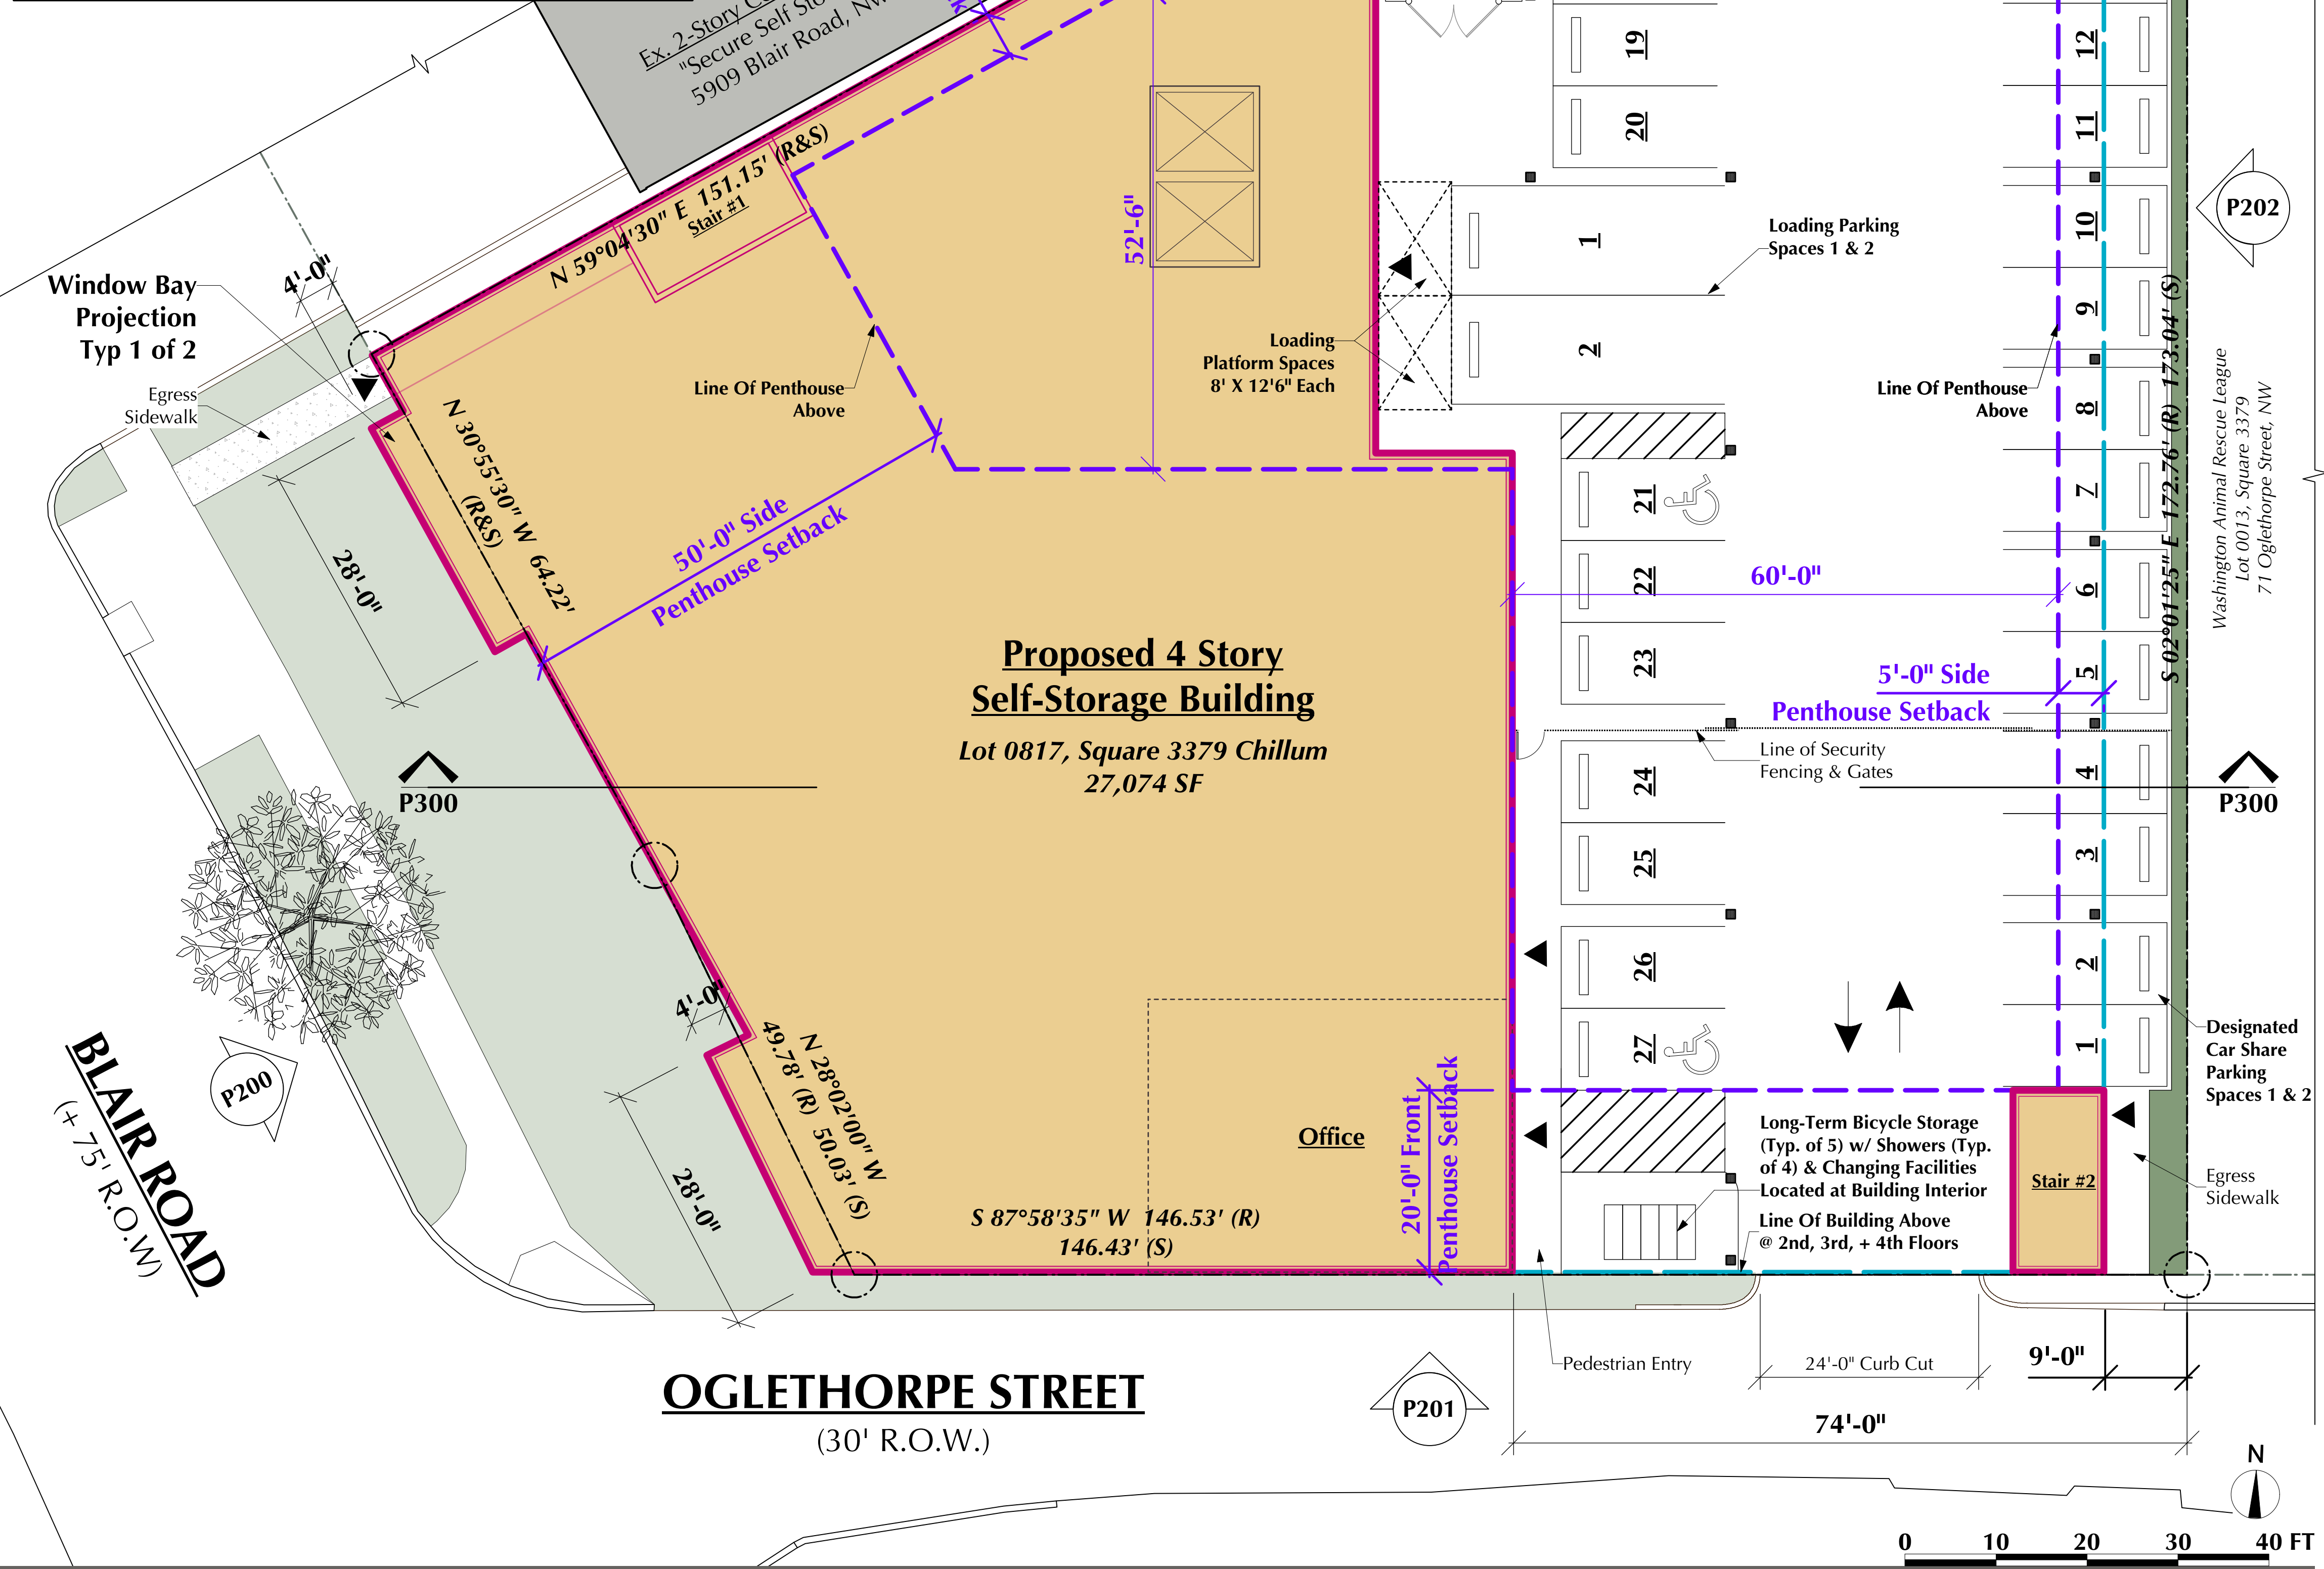 Ex. 2-Story
"Secure Self
5909 Blair Road,
N 59°04'30" E 151.15' (R&S)
Stair #1
4'-0"
Window Bay
Projection
Typ 1 of 2
Egress
Sidewalk
N 30°55'30" W 64.22'
(R&S)
28'-0"
Line Of Penthouse
Above
50'-0" Side
Penthouse Setback
52'-6"
Loading
Platform Spaces
8' X 12'6" Each
Loading Parking
Spaces 1 & 2
19
20
1
2
21
22
23
24
25
26
27
12
11
10
9
8
7
6
5
4
3
2
1
P202
Line Of Penthouse
Above
S 02°01'25" E 172.76' (R) 173.04' (S)
Washington Animal Rescue League
Lot 0013, Square 3379
71 Oglethorpe Street, NW
60'-0"
5'-0" Side
Penthouse Setback
Line of Security
Fencing & Gates
Proposed 4 Story
Self-Storage Building
Lot 0817, Square 3379 Chillum
27,074 SF
P300
P300
4'-0"
N 28°02'00" W
49.78' (R) 50.03' (S)
28'-0"
P200
BLAIR ROAD
(+ 75' R.O.W)
Office
20'-0" Front
Penthouse Setback
S 87°58'35" W 146.53' (R)
146.43' (S)
Long-Term Bicycle Storage
(Typ. of 5) w/ Showers (Typ.
of 4) & Changing Facilities
Located at Building Interior
Line Of Building Above
@ 2nd, 3rd, + 4th Floors
Stair #2
Designated
Car Share
Parking
Spaces 1 & 2
Egress
Sidewalk
OGLETHORPE STREET
(30' R.O.W.)
P201
Pedestrian Entry
24'-0" Curb Cut
9'-0"
74'-0"
N
0 10 20 30 40 FT